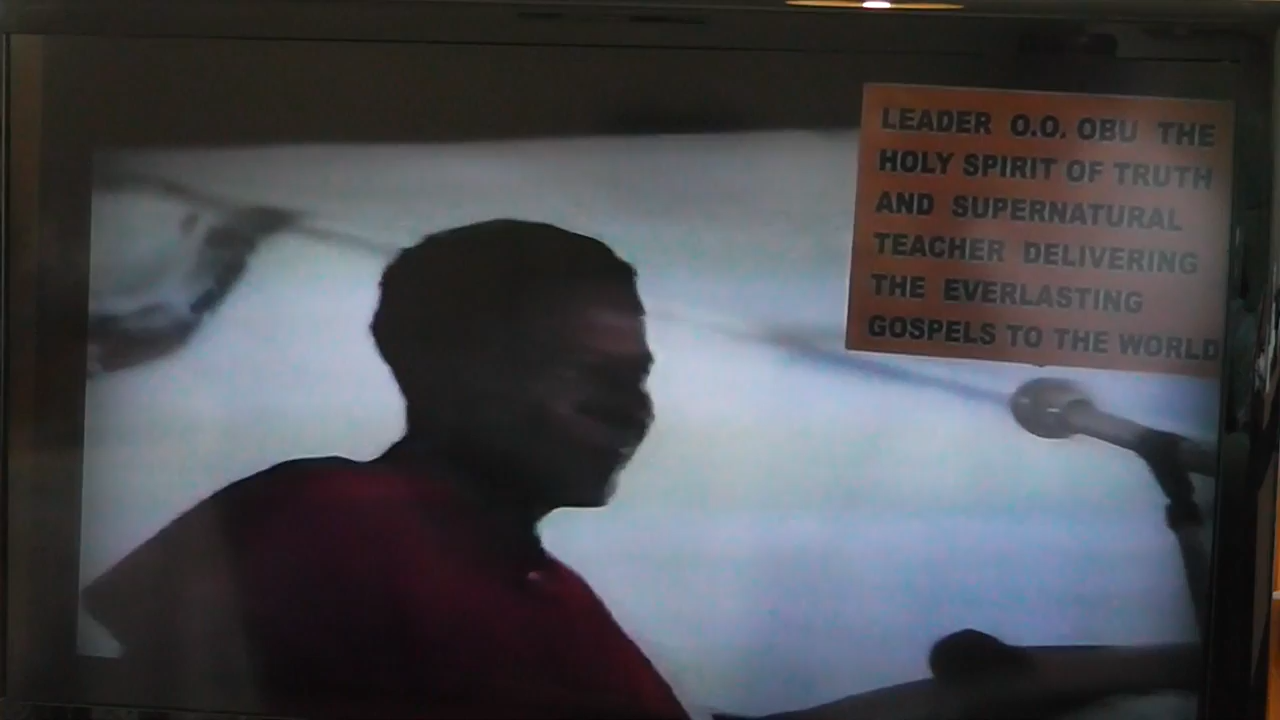 LEADER O.O. OBU THE
HOLY SPIRIT OF TRUTH
AND SUPERNATURAL
TEACHER DELIVERING
THE EVERLASTING
GOSPELS TO THE WORLD